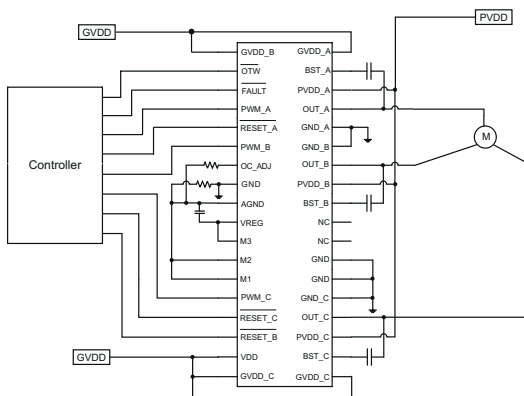 GVDD
PVDD
GVDD_B
GVDD_A
OTW
BST_A
FAULT
PVDD_A
PWM_A
OUT_A
RESET_A
GND_A
PWM_B
GND_B
OC_ADJ
OUT_B
GND
PVDD_B
AGND
BST_B
VREG
NC
M3
NC
M2
GND
M1
GND
PWM_C
GND_C
RESET_C
OUT_C
RESET_B
PVDD_C
VDD
BST_C
GVDD_C
GVDD_C
Controller
M
GVDD